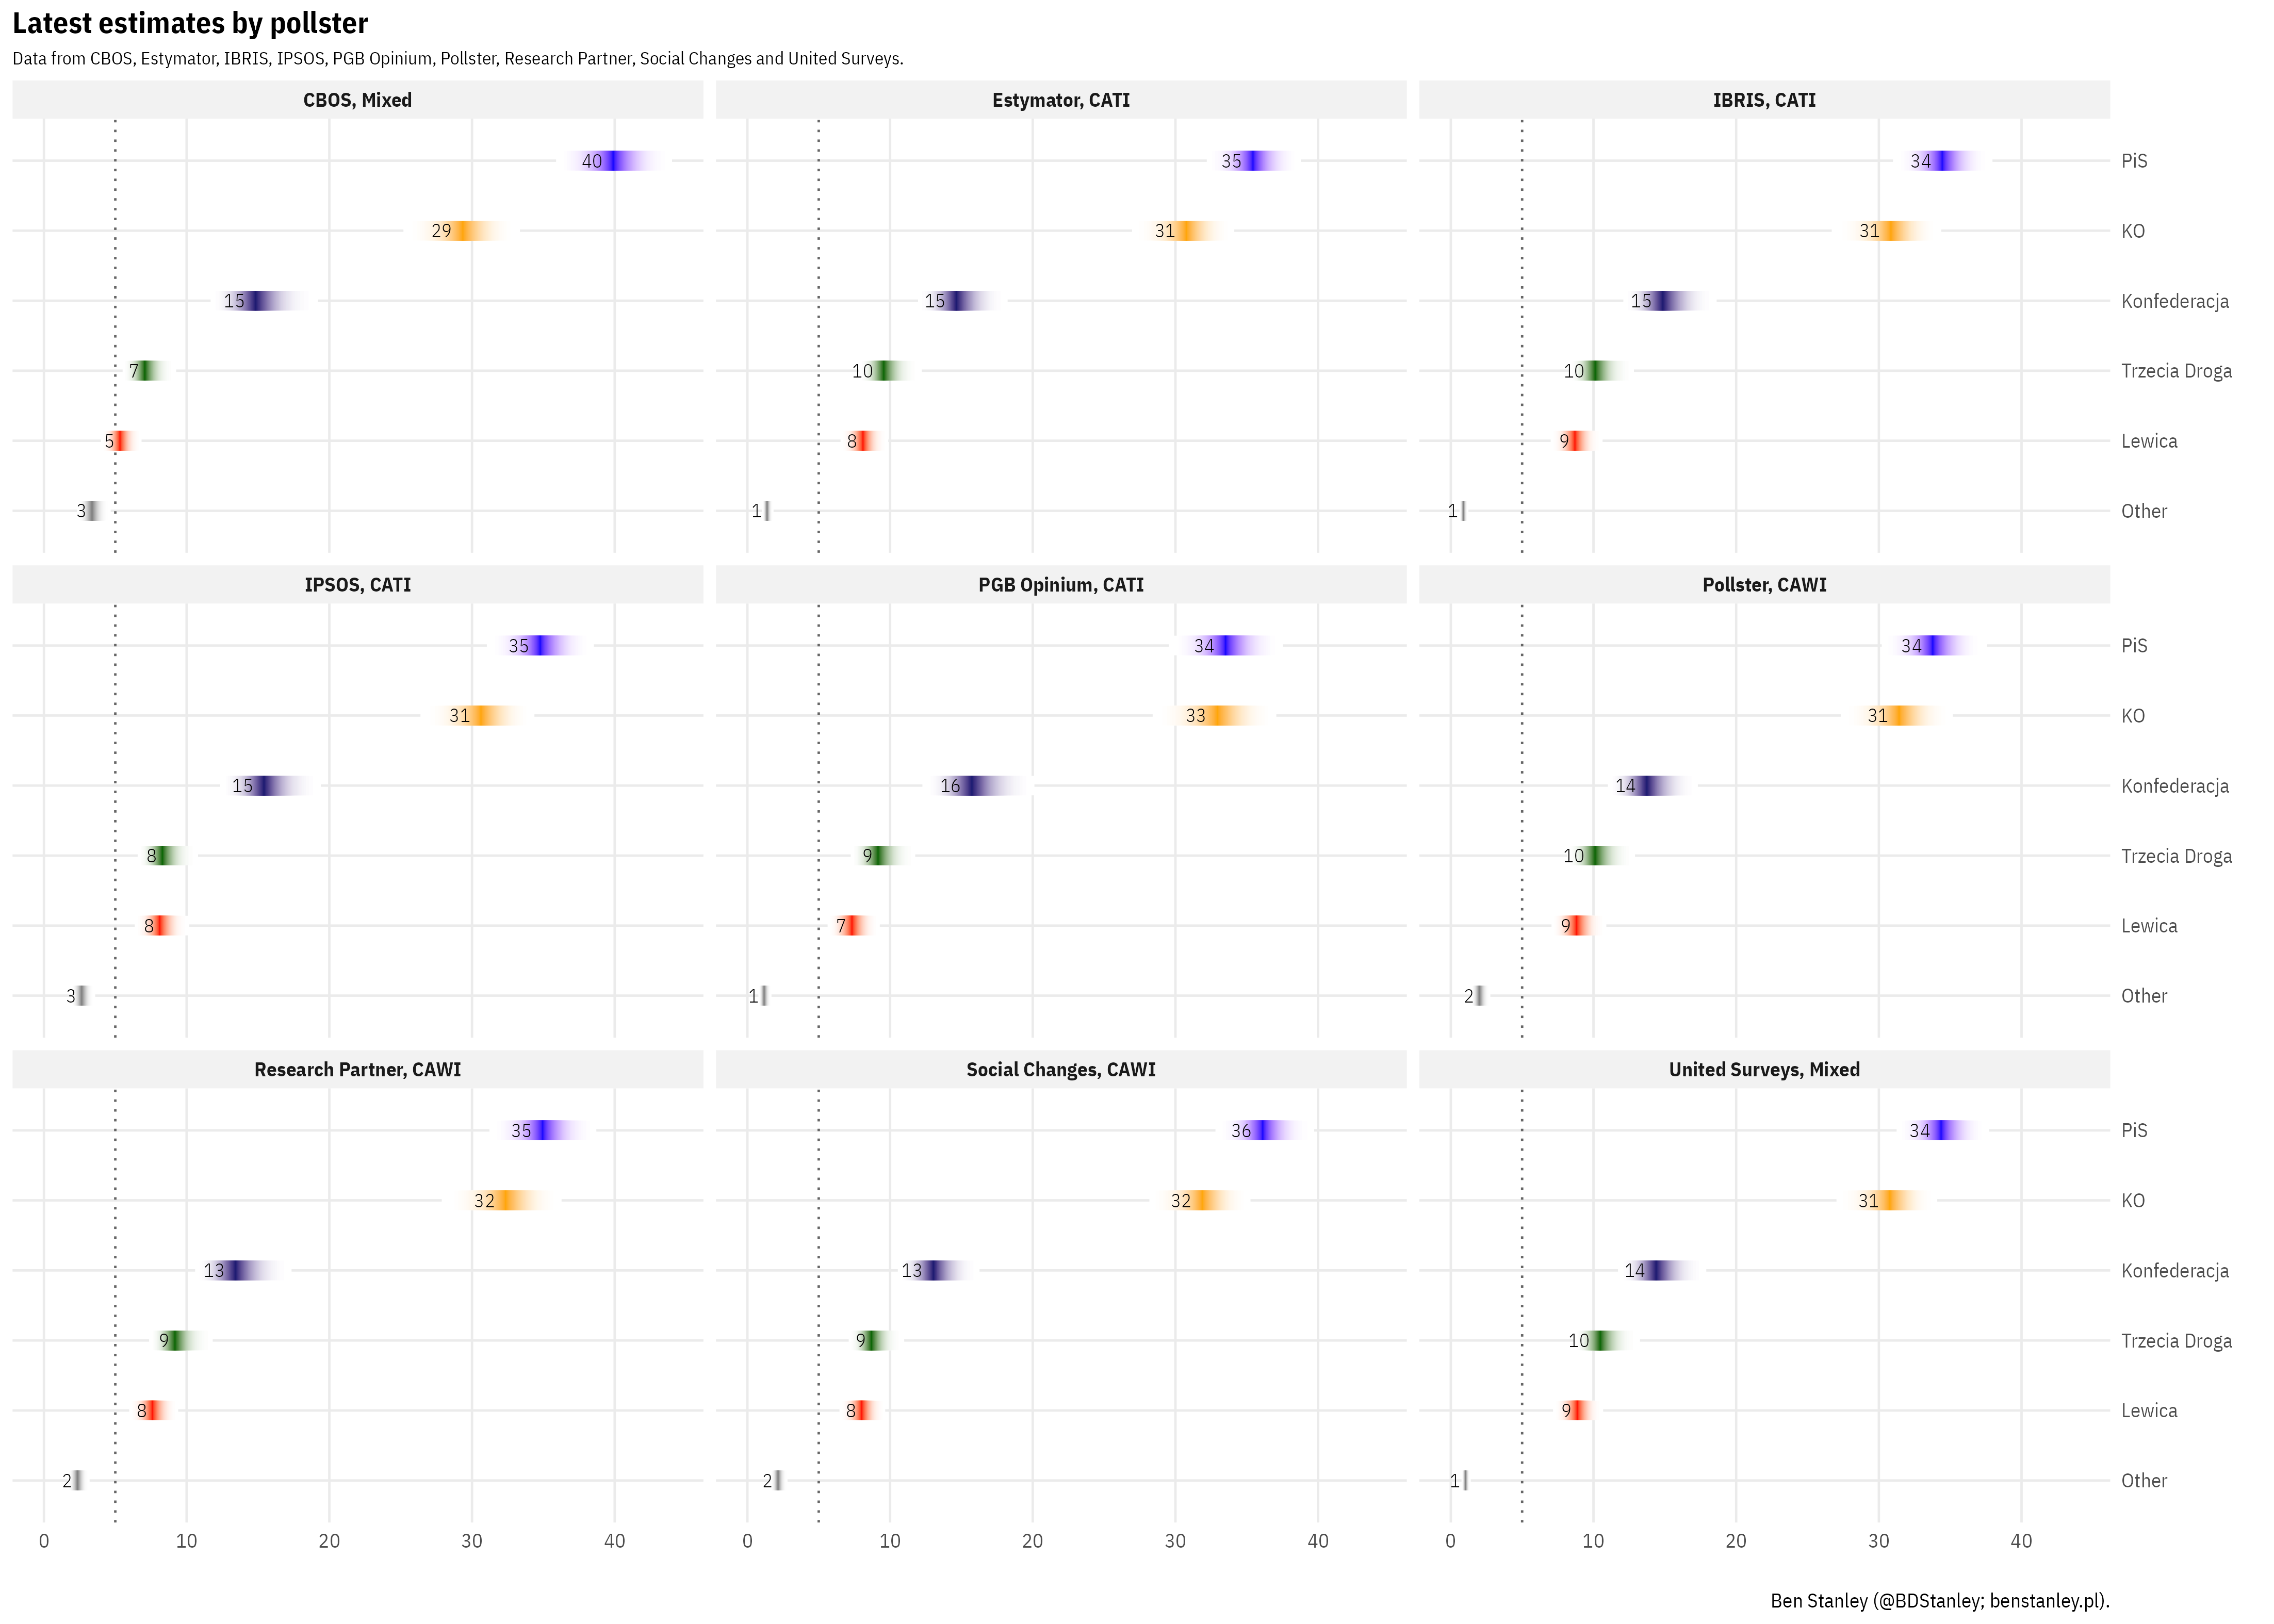 Latest estimates by pollster
Data from CBOS, Estymator, IBRIS, IPSOS, PGB Opinium, Pollster, Research Partner, Social Changes and United Surveys.
CBOS, Mixed
Estymator, CATI
IBRIS, CATI
40
35
34
PiS
29
31
31
KO
15
15
15
Konfederacja
7
10
10
Trzecia Droga
5
8
9
Lewica
3
1
1
Other
IPSOS, CATI
PGB Opinium, CATI
Pollster, CAWI
35
34
34
PiS
31
33
31
KO
15
16
14
Konfederacja
8
9
10
Trzecia Droga
8
7
9
Lewica
3
1
2
Other
Research Partner, CAWI
Social Changes, CAWI
United Surveys, Mixed
35
36
34
PiS
32
32
31
KO
13
13
14
Konfederacja
9
9
10
Trzecia Droga
8
8
9
Lewica
2
2
1
Other
0 10 20 30 40
0 10 20 30 40
0 10 20 30 40
Ben Stanley (@BDStanley; benstanley.pl).